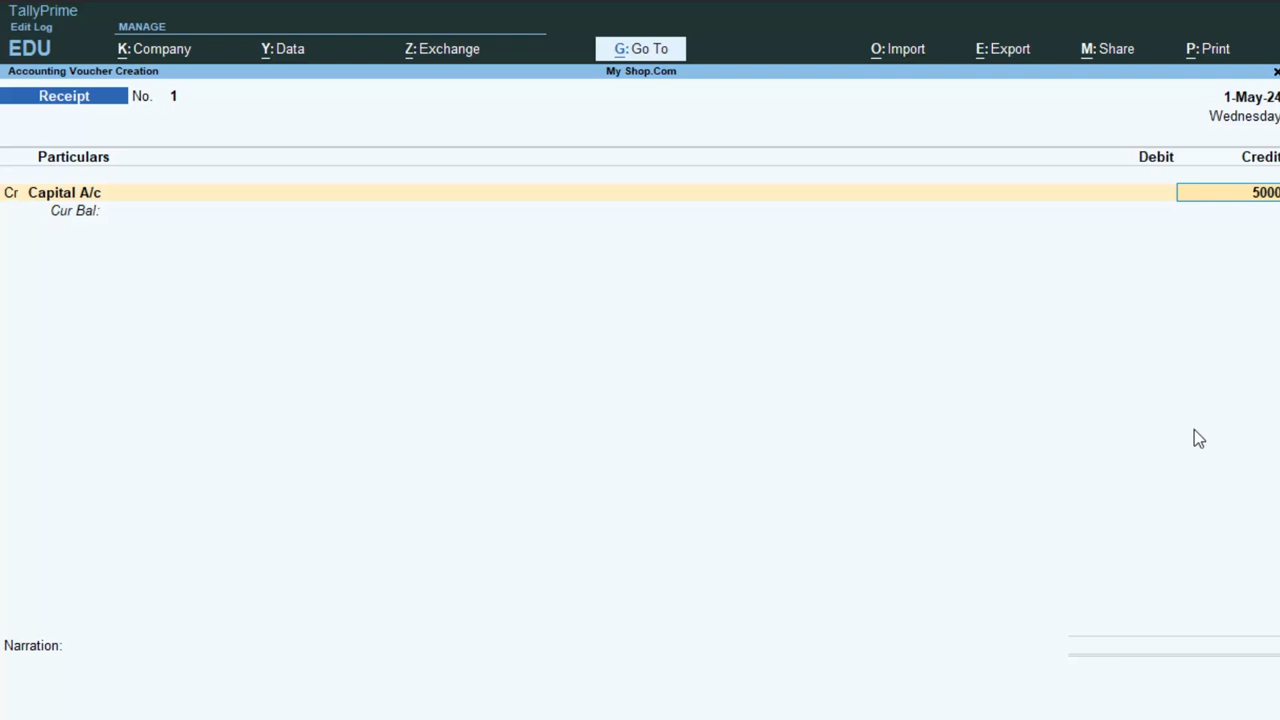 TallyPrime
Edit Log
MANAGE
EDU
K: Company
Y: Data
Z: Exchange
G: Go To
O: Import
E: Export
M: Share
P: Print
Accounting Voucher Creation
My Shop.Com
Receipt No. 1
1-May-24
Wednesday
Particulars Debit Credit
Cr Capital A/c 5000
Cur Bal:
Narration: